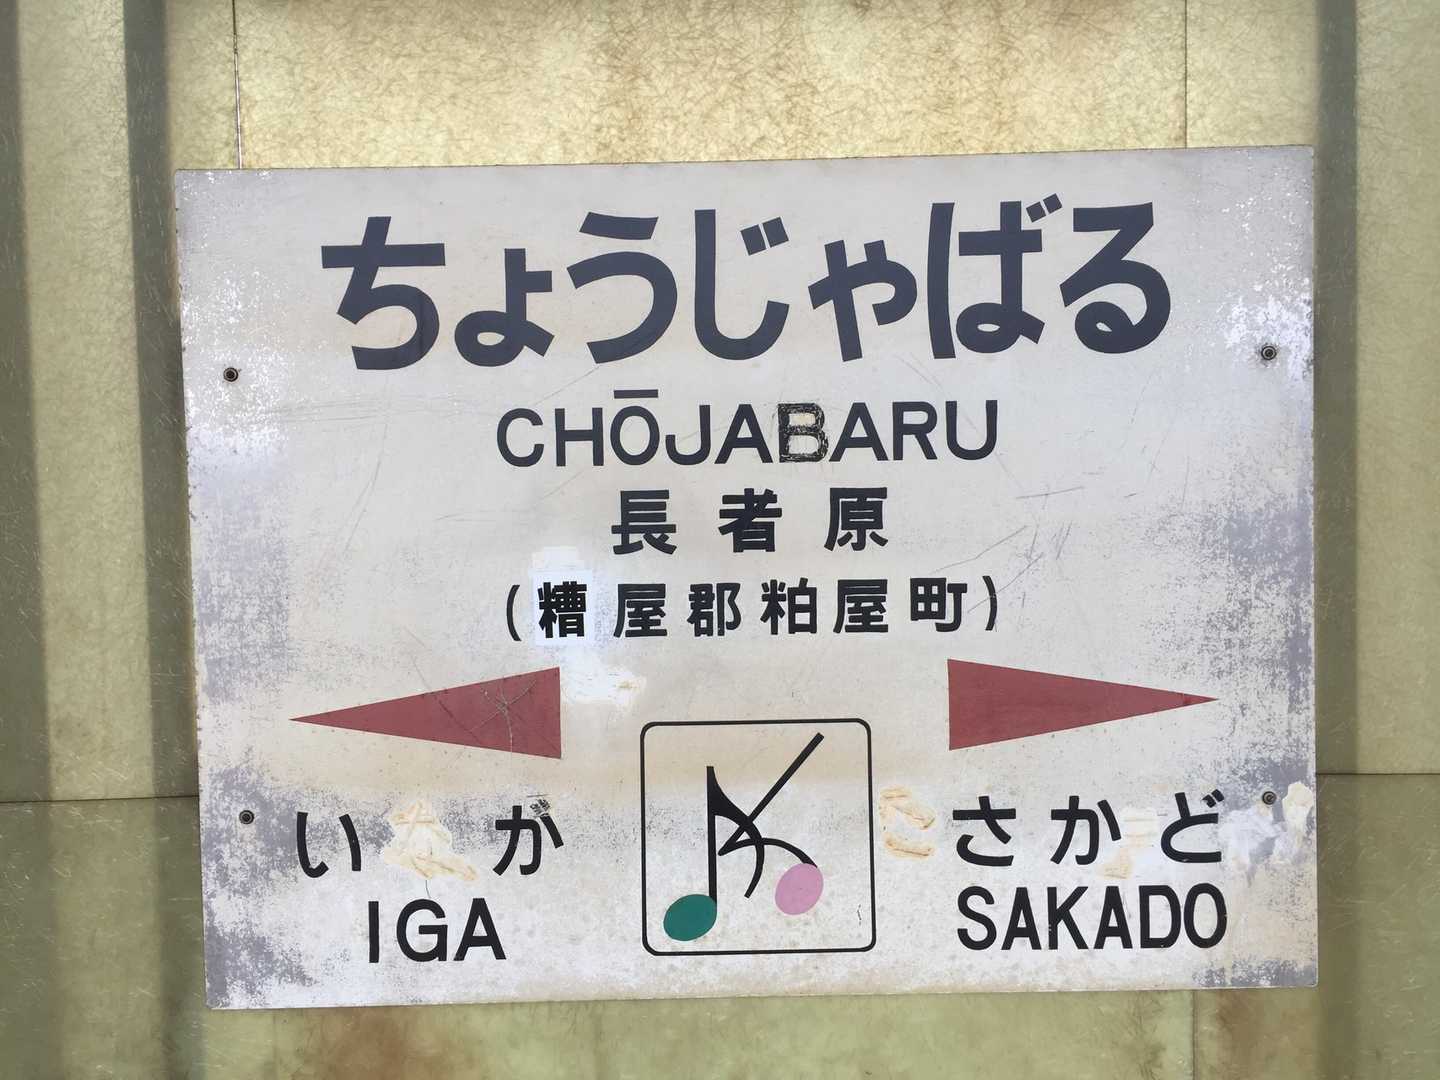 ちょうじゃばる
CHŌJABARU
長者原
(糟屋郡粕屋町)
いが さかど
IGA SAKADO